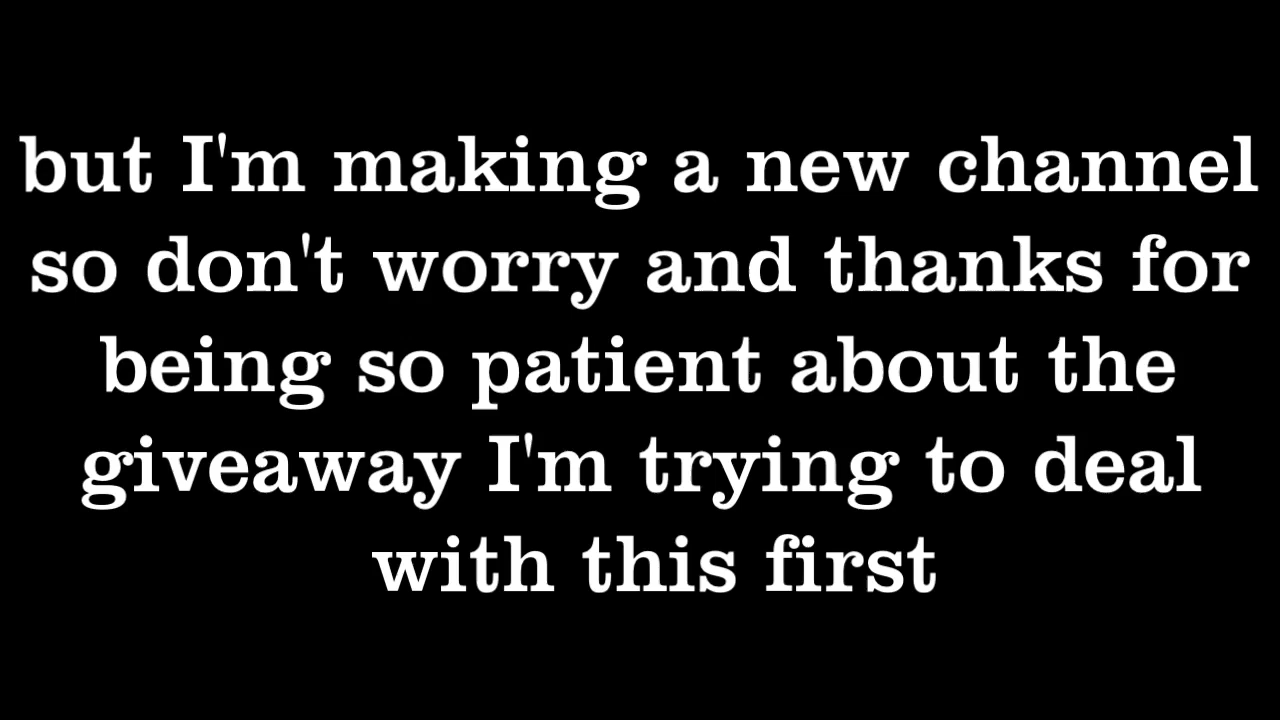 but I'm making a new channel
so don't worry and thanks for
being so patient about the
giveaway I'm trying to deal
with this first